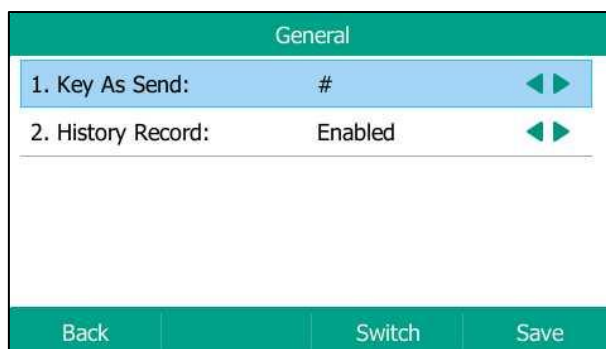 General
1. Key As Send: #
2. History Record: Enabled
Back Switch Save